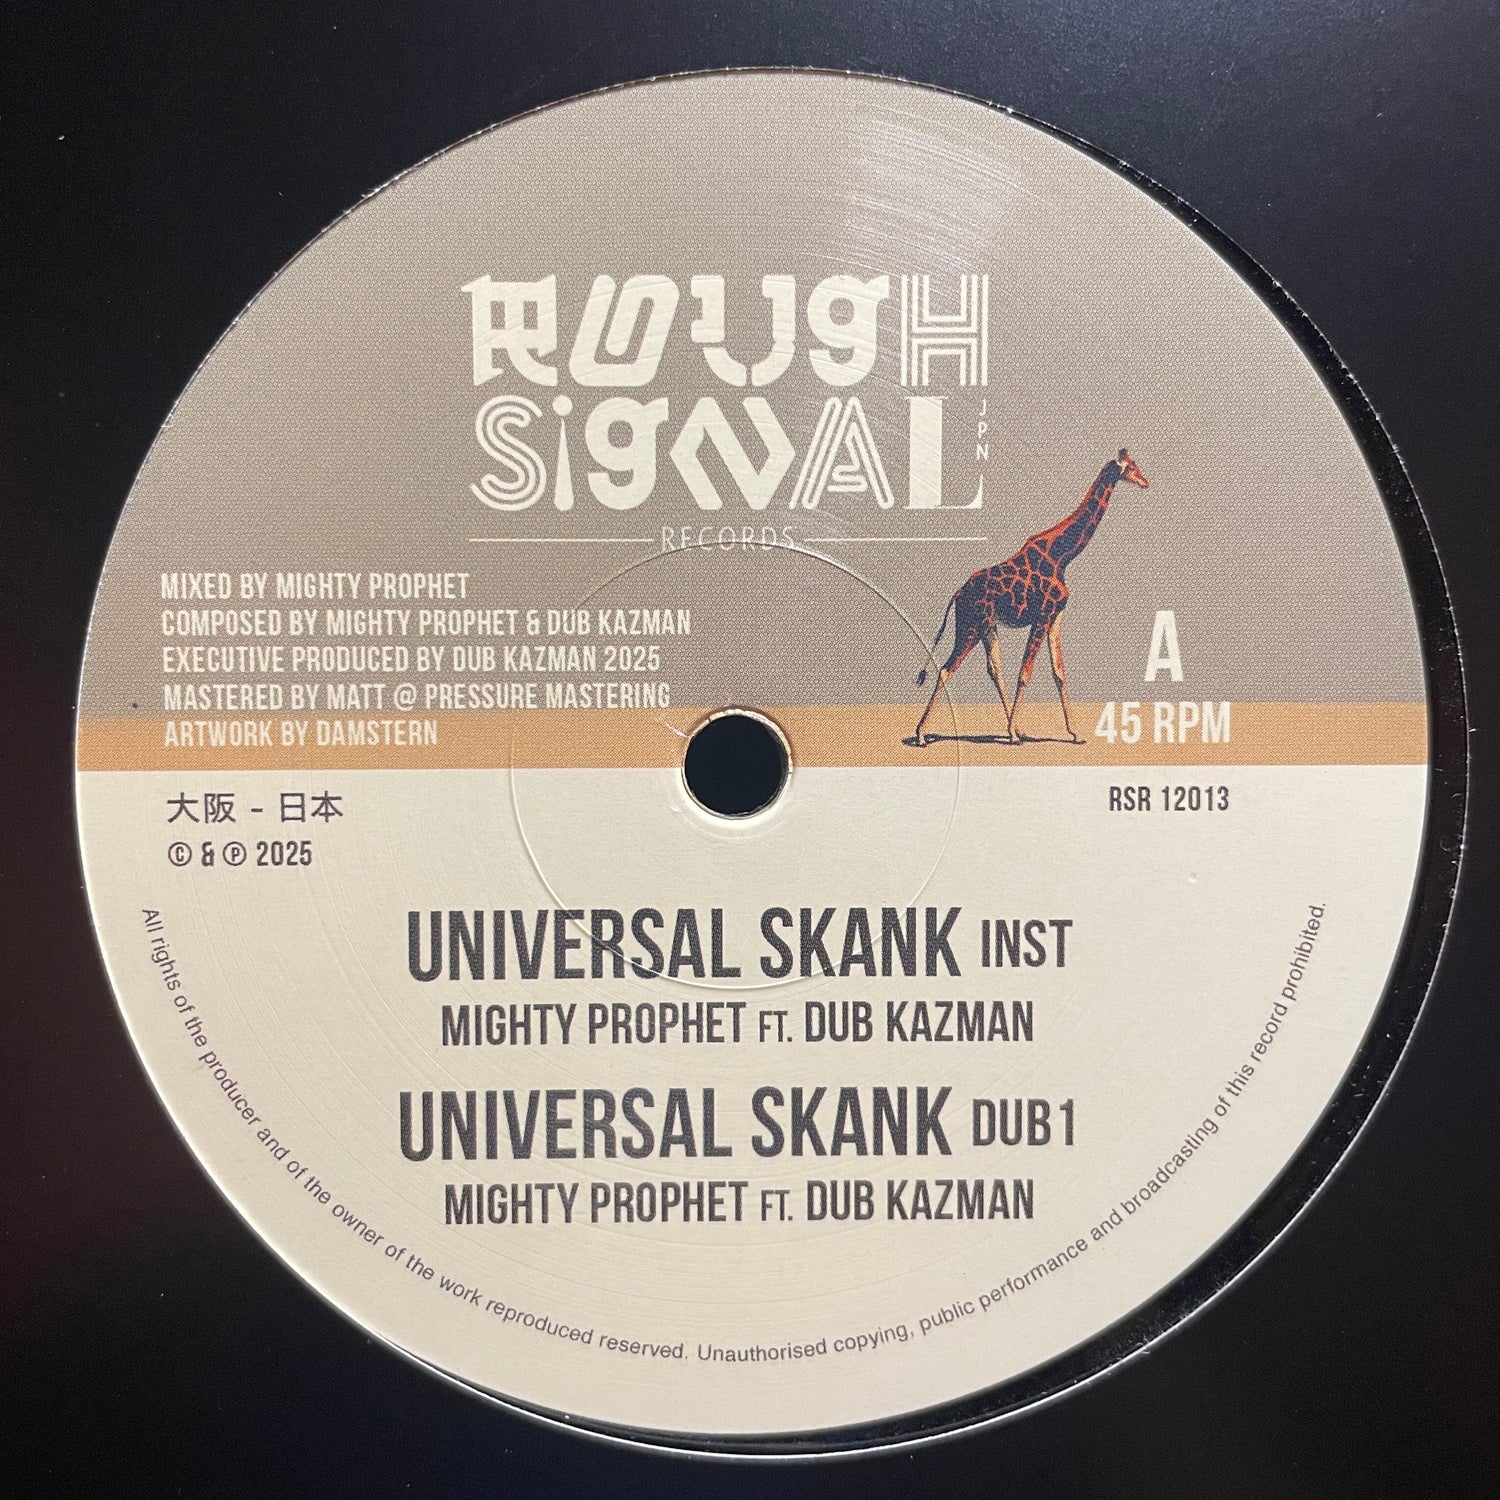 ROUGH
SiGNAL
JPN
RECORDS
MIXED BY MIGHTY PROPHET
COMPOSED BY MIGHTY PROPHET & DUB KAZMAN
EXECUTIVE PRODUCED BY DUB KAZMAN 2025
MASTERED BY MATT @ PRESSURE MASTERING
ARTWORK BY DAMSTERN
A
45 RPM
大阪 - 日本
RSR 12013
© & ℗ 2025
UNIVERSAL SKANK INST
MIGHTY PROPHET FT. DUB KAZMAN
UNIVERSAL SKANK DUB 1
MIGHTY PROPHET FT. DUB KAZMAN
All rights of the producer and of the owner of the work reproduced reserved. Unauthorised copying, public performance and broadcasting of this record prohibited.